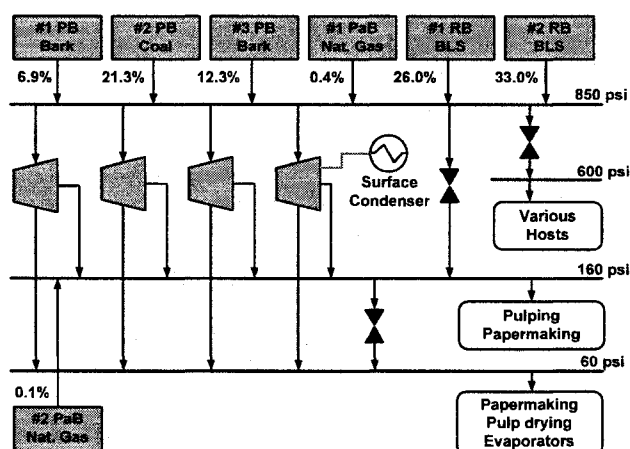 #1 PB
Bark
#2 PB
Coal
#3 PB
Bark
#1 PaB
Nat. Gas
#1 RB
BLS
#2 RB
BLS
6.9%
21.3%
12.3%
0.4%
26.0%
33.0%
850 psi
Surface
Condenser
600 psi
Various
Hosts
160 psi
Pulping
Papermaking
60 psi
0.1%
#2 PaB
Nat. Gas
Papermaking
Pulp drying
Evaporators